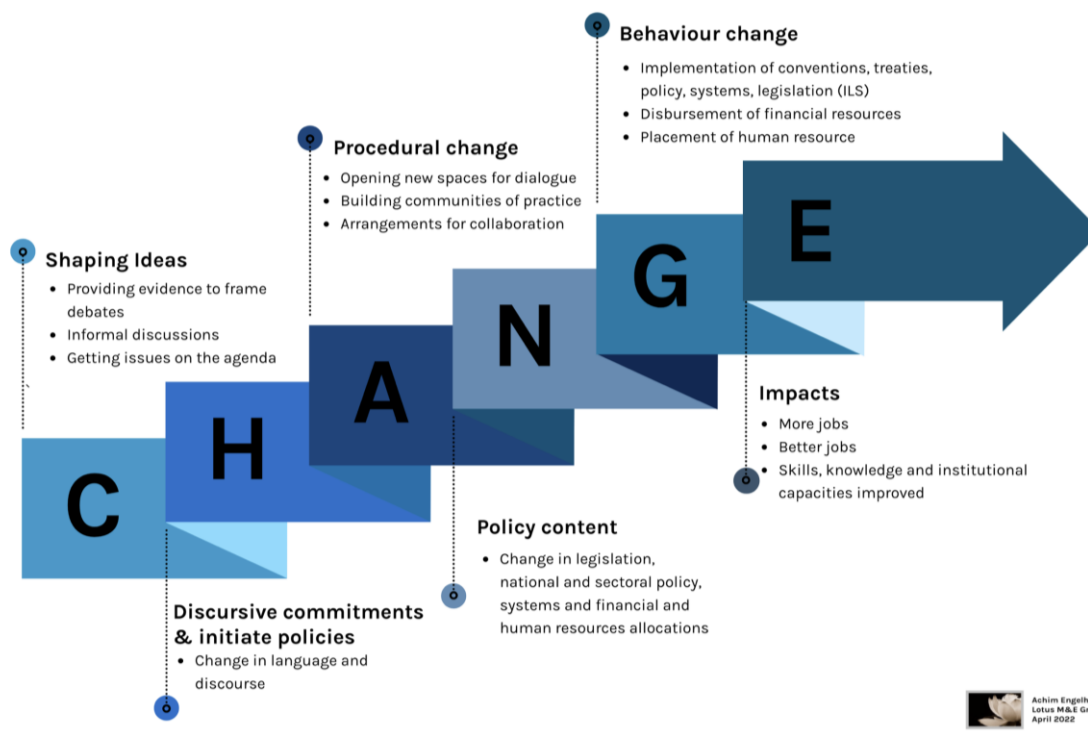 Behaviour change
• Implementation of conventions, treaties,
policy, systems, legislation (ILS)
• Disbursement of financial resources
• Placement of human resource
Procedural change
• Opening new spaces for dialogue
• Building communities of practice
• Arrangements for collaboration
Shaping Ideas
• Providing evidence to frame
debates
• Informal discussions
• Getting issues on the agenda
C
H
A
N
G
E
Impacts
• More jobs
• Better jobs
• Skills, knowledge and institutional
capacities improved
Policy content
• Change in legislation,
national and sectoral policy,
systems and financial and
human resources allocations
Discursive commitments
& initiate policies
• Change in language and
discourse
Achim
Lotus M&E
April 2022